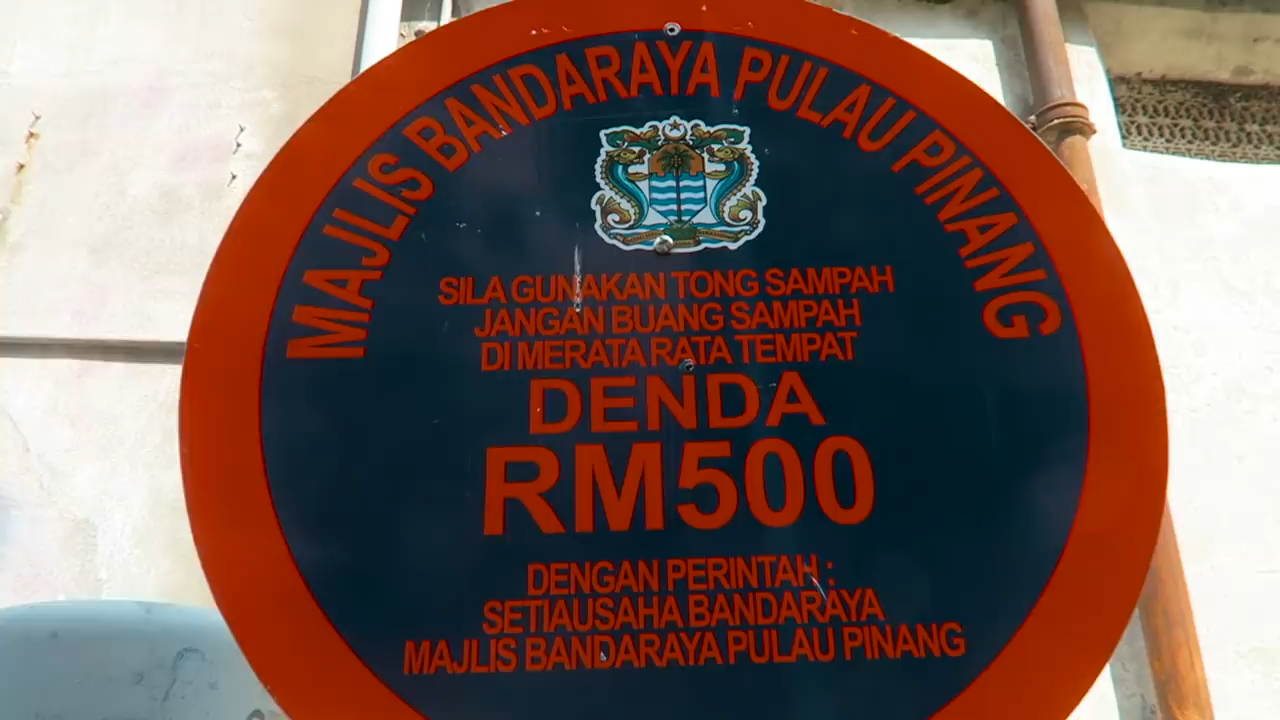 MAJLIS BANDARAYA PULAU PINANG
SILA GUNAKAN TONG SAMPAH
JANGAN BUANG SAMPAH
DI MERATA RATA TEMPAT
DENDA
RM500
DENGAN PERINTAH :
SETIAUSAHA BANDARAYA
MAJLIS BANDARAYA PULAU PINANG